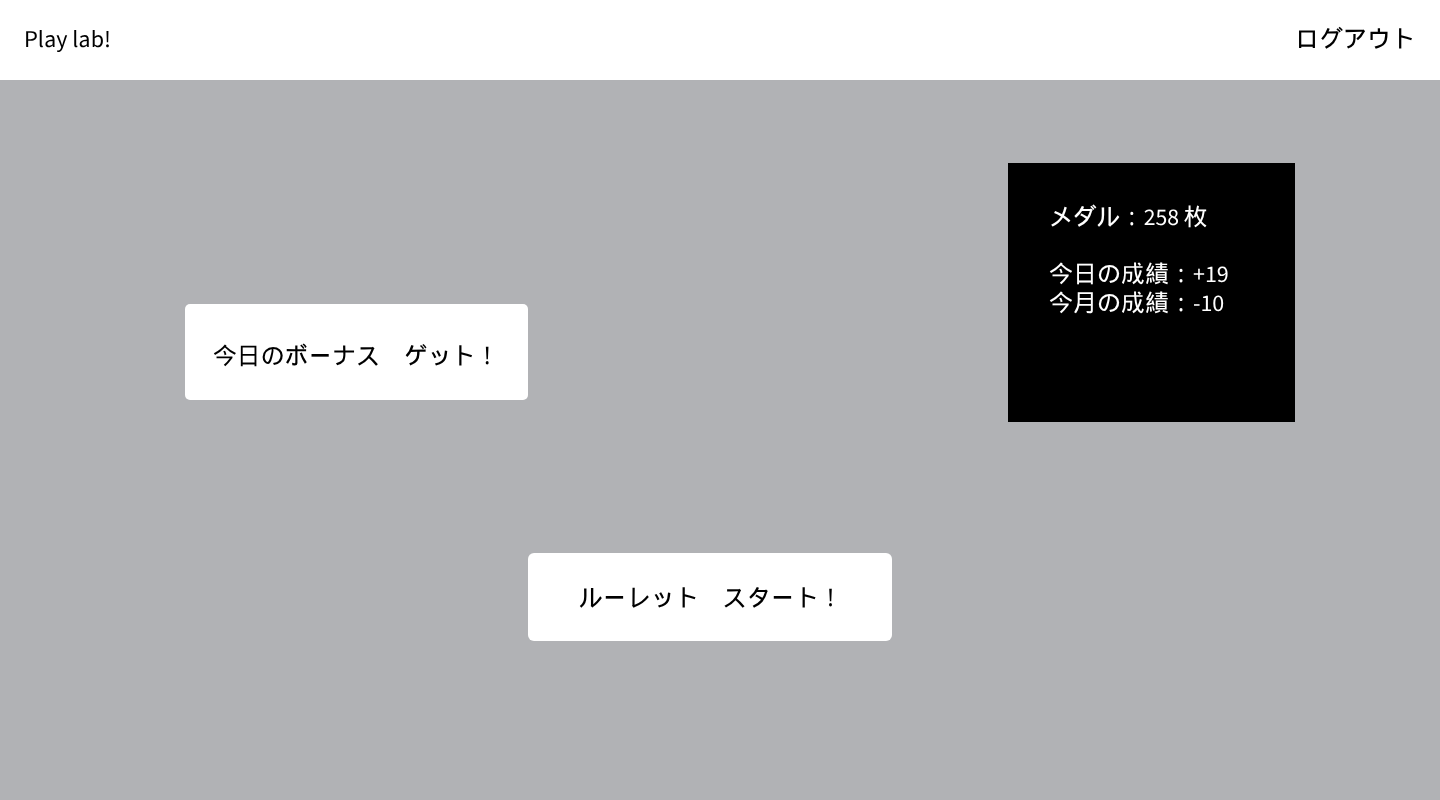 Play lab!
ログアウト
メダル：258 枚
今日の成績：+19
今月の成績：-10
今日のボーナス　ゲット！
ルーレット　スタート！